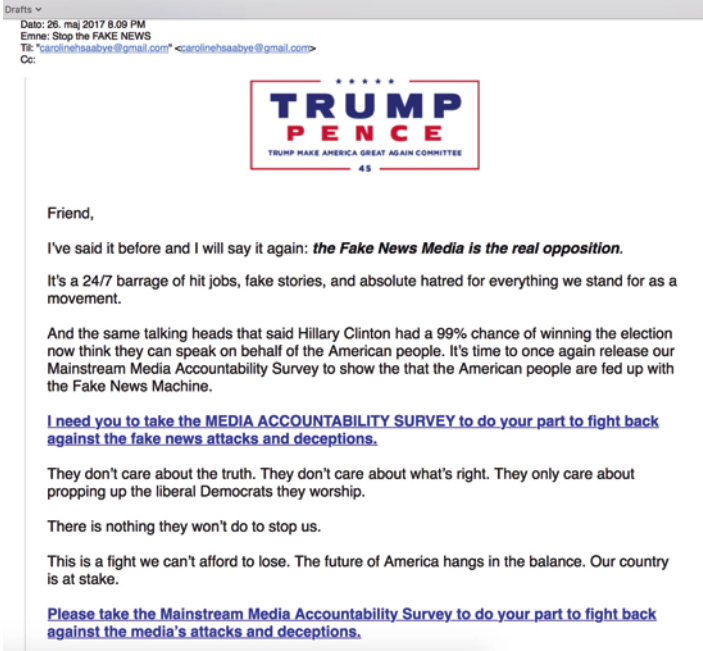 Drafts
Dato: 26. maj 2017 8.09 PM
Emne: Stop the FAKE NEWS
Til: "carolinehsaabye@gmail.com" <carolinehsaabye@gmail.com>
Cc:
TRUMP
PENCE
TRUMP MAKE AMERICA GREAT AGAIN COMMITTEE
45
Friend,
I've said it before and I will say it again: the Fake News Media is the real opposition.
It's a 24/7 barrage of hit jobs, fake stories, and absolute hatred for everything we stand for as a
movement.
And the same talking heads that said Hillary Clinton had a 99% chance of winning the election
now think they can speak on behalf of the American people. It's time to once again release our
Mainstream Media Accountability Survey to show the that the American people are fed up with
the Fake News Machine.
I need you to take the MEDIA ACCOUNTABILITY SURVEY to do your part to fight back
against the fake news attacks and deceptions.
They don't care about the truth. They don't care about what's right. They only care about
propping up the liberal Democrats they worship.
There is nothing they won't do to stop us.
This is a fight we can't afford to lose. The future of America hangs in the balance. Our country
is at stake.
Please take the Mainstream Media Accountability Survey to do your part to fight back
against the media's attacks and deceptions.